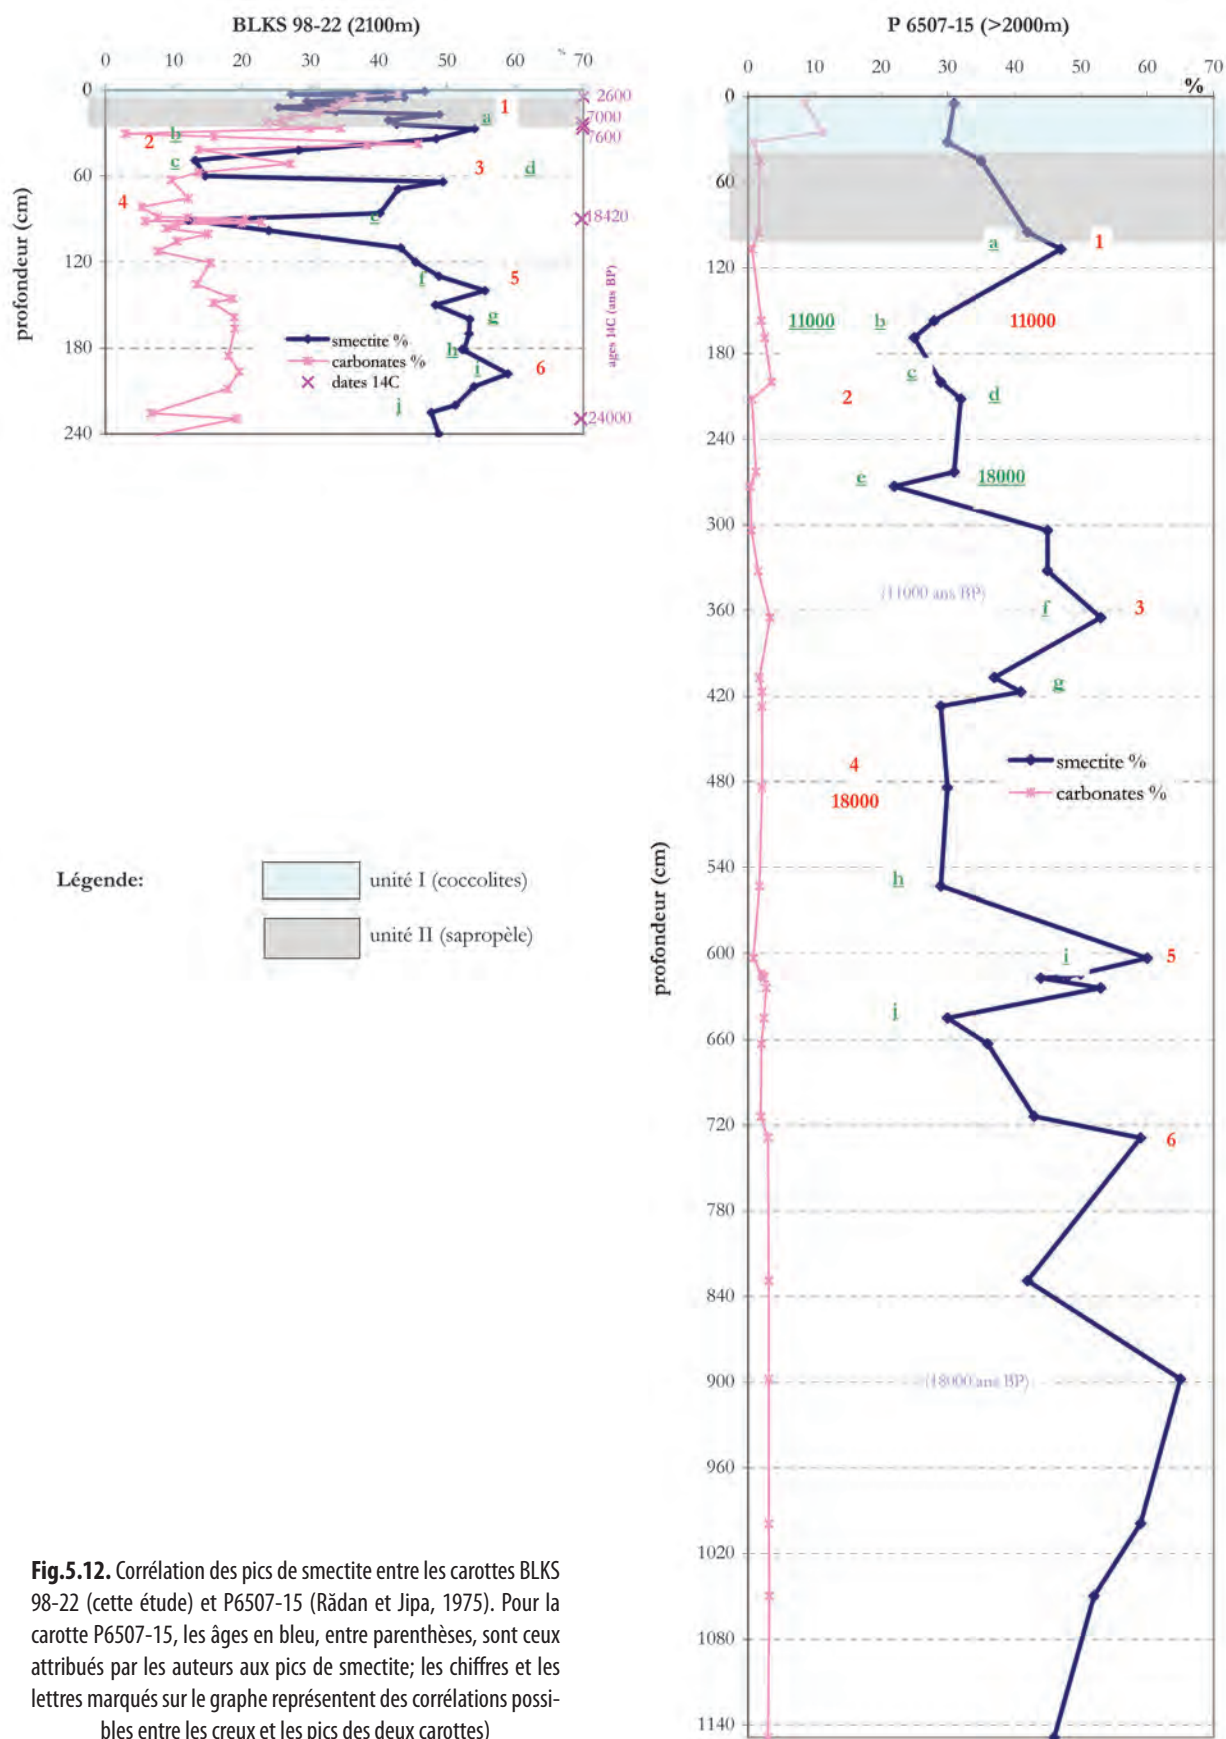 BLKS 98-22 (2100m)
%
0 10 20 30 40 50 60 70
profondeur (cm)
0
60
120
180
240
1
a
2
b
c
3
d
4
e
5
f
g
h
i
6
j
2600
7000
7600
18420
24000
ages 14C (ans BP)
smectite %
carbonates %
dates 14C
Légende:
unité I (coccolites)
unité II (sapropèle)
P 6507-15 (>2000m)
0 10 20 30 40 50 60 70
%
profondeur (cm)
0
60
120
180
240
300
360
420
480
540
600
660
720
780
840
900
960
1020
1080
1140
a
1
11000 b 11000
c
2 d
e 18000
(11000 ans BP)
f 3
g
4
18000
smectite %
carbonates %
h
i 5
j
6
(18000 ans BP)
Fig.5.12. Corrélation des pics de smectite entre les carottes BLKS
98-22 (cette étude) et P6507-15 (Rădan et Jipa, 1975). Pour la
carotte P6507-15, les âges en bleu, entre parenthèses, sont ceux
attribués par les auteurs aux pics de smectite; les chiffres et les
lettres marqués sur le graphe représentent des corrélations possi-
bles entre les creux et les pics des deux carottes)